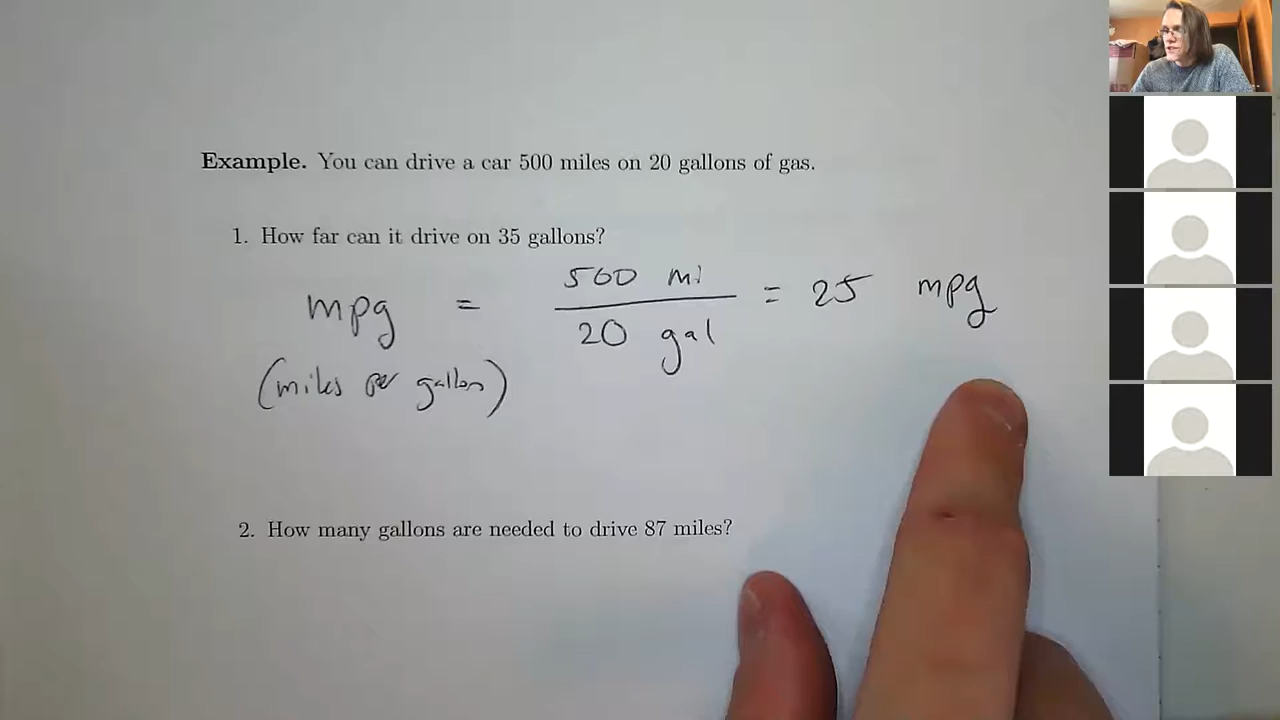 Example. You can drive a car 500 miles on 20 gallons of gas.
1. How far can it drive on 35 gallons?
mpg = 500 mi / 20 gal = 25 mpg
(miles per gallon)
2. How many gallons are needed to drive 87 miles?